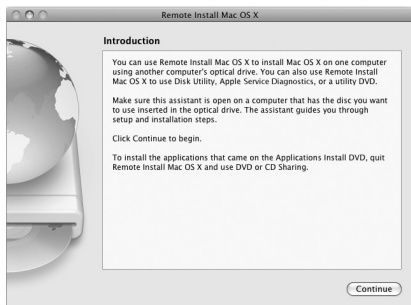 Remote Install Mac OS X
Introduction
You can use Remote Install Mac OS X to install Mac OS X on one computer
using another computer's optical drive. You can also use Remote Install
Mac OS X to use Disk Utility, Apple Service Diagnostics, or a utility DVD.
Make sure this assistant is open on a computer that has the disc you want
to use inserted in the optical drive. The assistant guides you through
setup and installation steps.
Click Continue to begin.
To install the applications that came on the Applications Install DVD, quit
Remote Install Mac OS X and use DVD or CD Sharing.
Continue